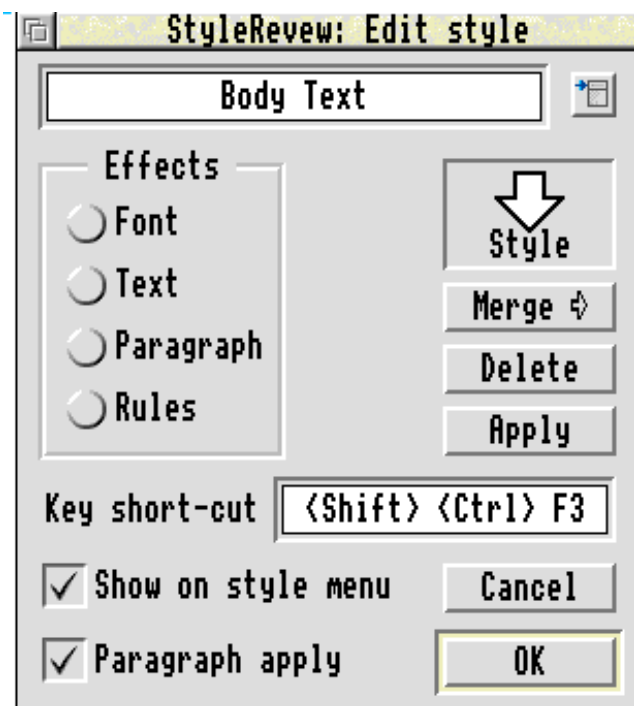 StyleRevew: Edit style
Body Text
Effects
Font
Text
Paragraph
Rules
Style
Merge ➪
Delete
Apply
Key short-cut <Shift> <Ctrl> F3
Show on style menu
Cancel
Paragraph apply
OK